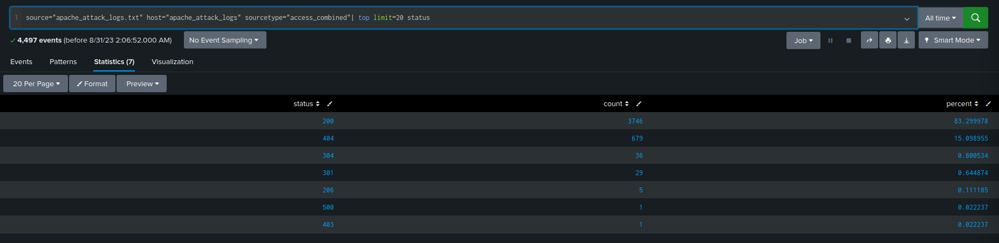 1 source="apache_attack_logs.txt" host="apache_attack_logs" sourcetype="access_combined"| top limit=20 status
All time
4,497 events (before 8/31/23 2:06:52.000 AM)
No Event Sampling
Job
Smart Mode
Events Patterns Statistics (7) Visualization
20 Per Page Format Preview
status count percent
200 3746 83.299978
404 679 15.098955
304 36 0.800534
301 29 0.644874
206 5 0.111185
500 1 0.022237
403 1 0.022237